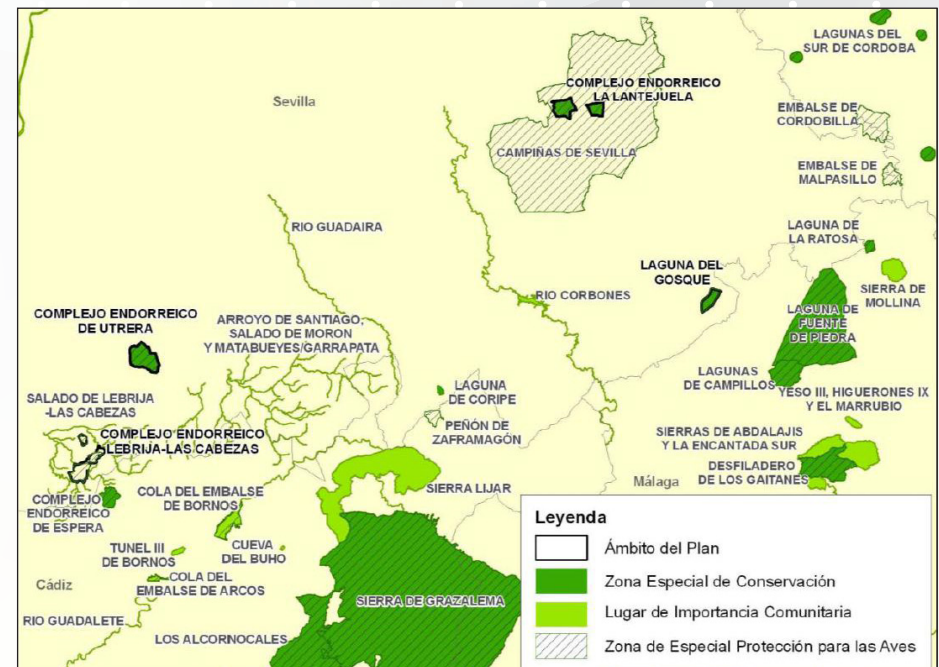 LAGUNAS DEL
SUR DE CORDOBA
COMPLEJO ENDORREICO
LA LANTEJUELA
Sevilla
EMBALSE DE
CORDOBILLA
CAMPIÑAS DE SEVILLA
EMBALSE DE
MALPASILLO
RIO GUADAIRA
LAGUNA DE
LA RATOSA
LAGUNA DEL
GOSQUE
RIO CORBONES
SIERRA DE
MOLLINA
COMPLEJO ENDORREICO
DE UTRERA
ARROYO DE SANTIAGO,
SALADO DE MORON
Y MATABUEYES/GARRAPATA
LAGUNA DE
FUENTE
DE PIEDRA
LAGUNAS
DE CAMPILLOS
LAGUNA
DE CORIPE
YESO III, HIGUERONES IX
Y EL MARRUBIO
SALADO DE LEBRIJA
-LAS CABEZAS
PEÑÓN DE
ZAFRAMAGÓN
COMPLEJO ENDORREICO
LEBRIJA-LAS CABEZAS
SIERRAS DE ABDALAJIS
Y LA ENCANTADA SUR
DESFILADERO
DE LOS GAITANES
Málaga
SIERRA LIJAR
COLA DEL EMBALSE
DE BORNOS
COMPLEJO
ENDORREICO
DE ESPERA
TUNEL III
DE BORNOS
CUEVA
DEL BUHO
Cádiz
COLA DEL
EMBALSE DE ARCOS
SIERRA DE GRAZALEMA
RIO GUADALETE
LOS ALCORINOCALES
Leyenda
Ámbito del Plan
Zona Especial de Conservación
Lugar de Importancia Comunitaria
Zona de Especial Protección para las Aves